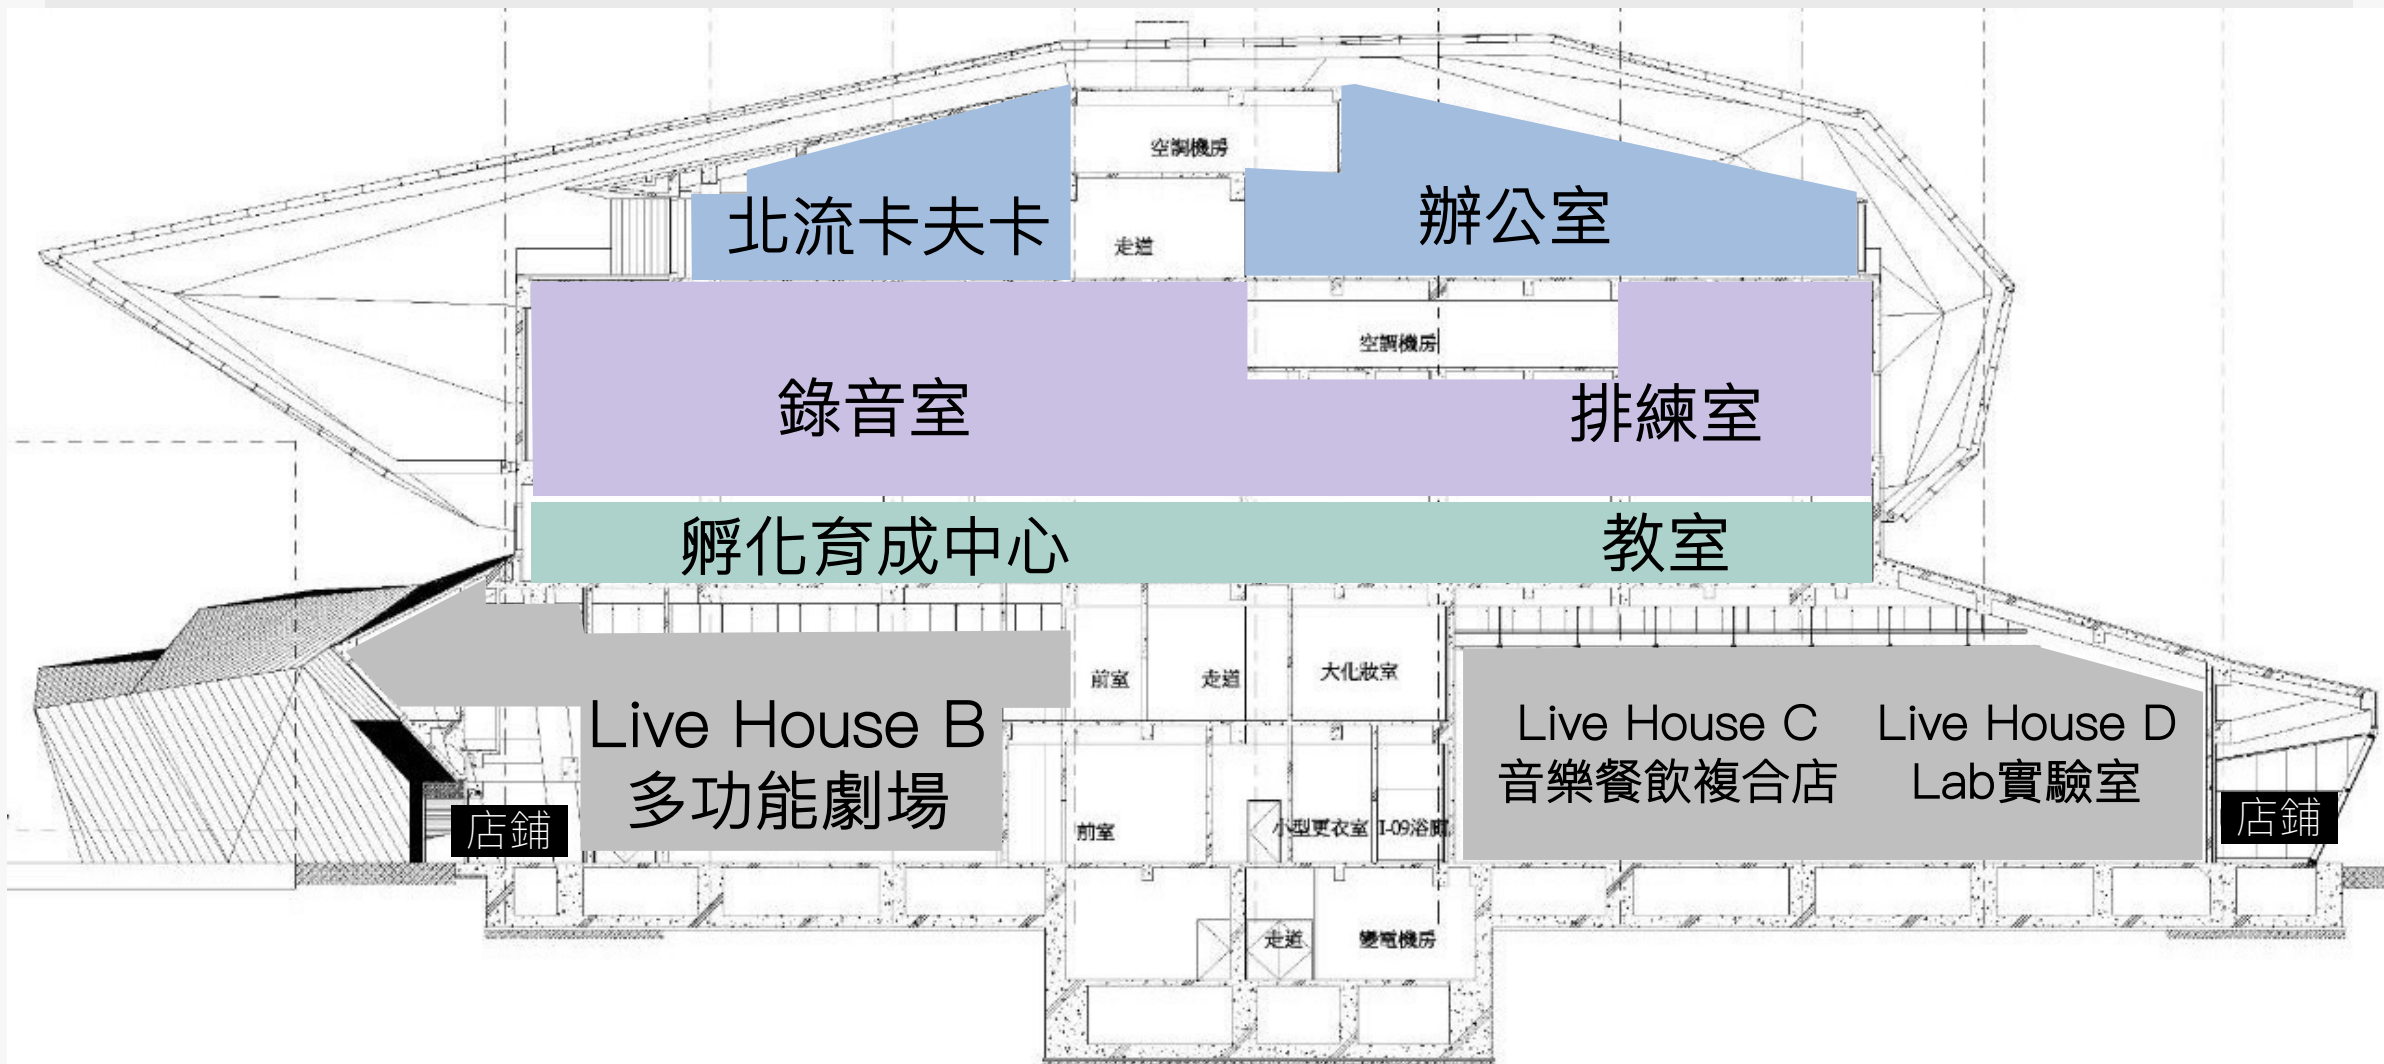 空調機房
北流卡夫卡
走道
辦公室
空調機房
錄音室
排練室
孵化育成中心
教室
前室
走道
大化妝室
Live House B
多功能劇場
Live House C
音樂餐飲複合店
Live House D
Lab實驗室
店鋪
前室
小型更衣室
I-09浴廁
店鋪
走道
變電機房